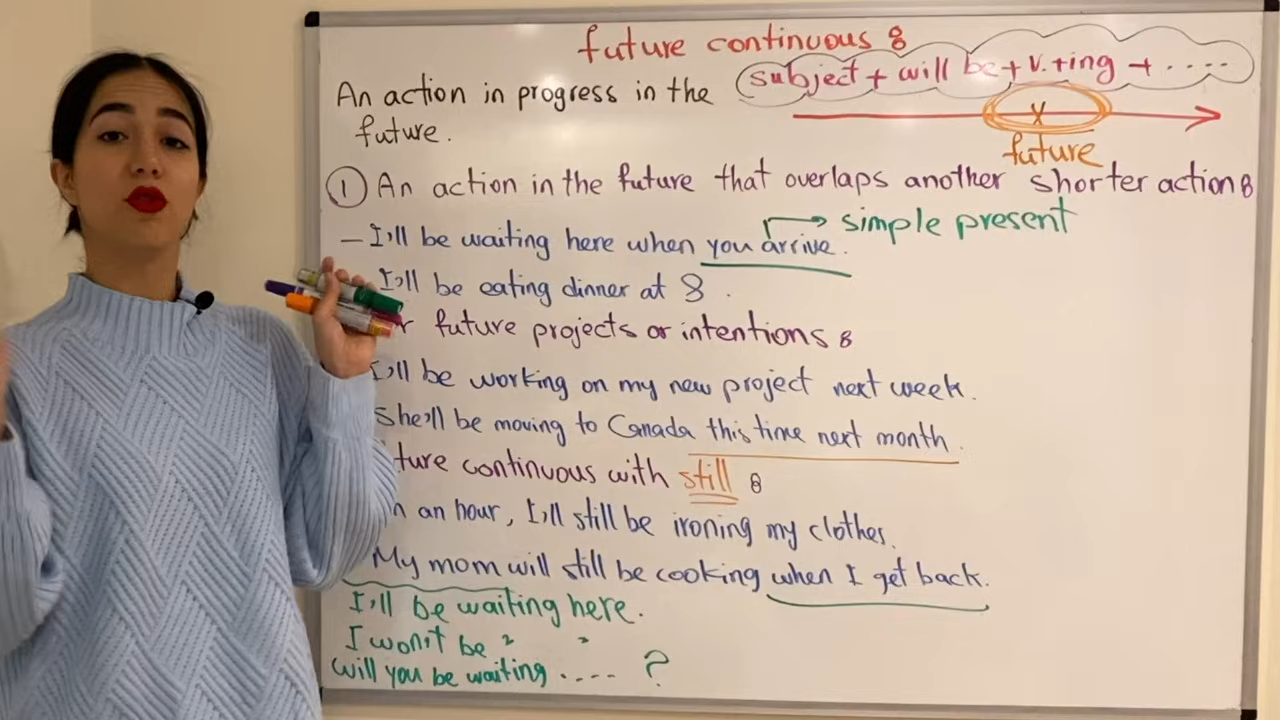 future continuous 8
subject + will be + v. + ing + ....
An action in progress in the
future.
x
future
① An action in the future that overlaps another shorter action 8
simple present
- I'll be waiting here when you arrive.
I'll be eating dinner at 8.
r future projects or intentions 8
I'll be working on my new project next week.
She'll be moving to Canada this time next month.
ture continuous with still 8
n an hour, I'll still be ironing my clothes.
My mom will still be cooking when I get back.
I'll be waiting here.
I won't be " "
Will you be waiting .... ?